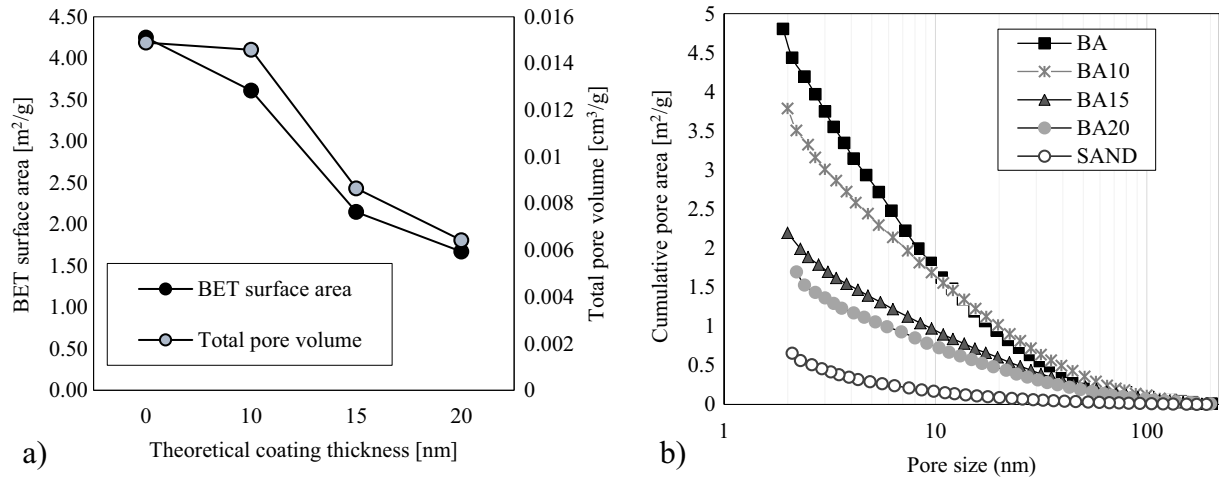 4.50
4.00
3.50
3.00
2.50
2.00
1.50
1.00
0.50
0.00
BET surface area [m²/g]
0.016
0.014
0.012
0.01
0.008
0.006
0.004
0.002
0
Total pore volume [cm³/g]
BET surface area
Total pore volume
0 10 15 20
Theoretical coating thickness [nm]
a)
5
4.5
4
3.5
3
2.5
2
1.5
1
0.5
0
Cumulative pore area [m²/g]
BA
BA10
BA15
BA20
SAND
1 10 100
Pore size (nm)
b)